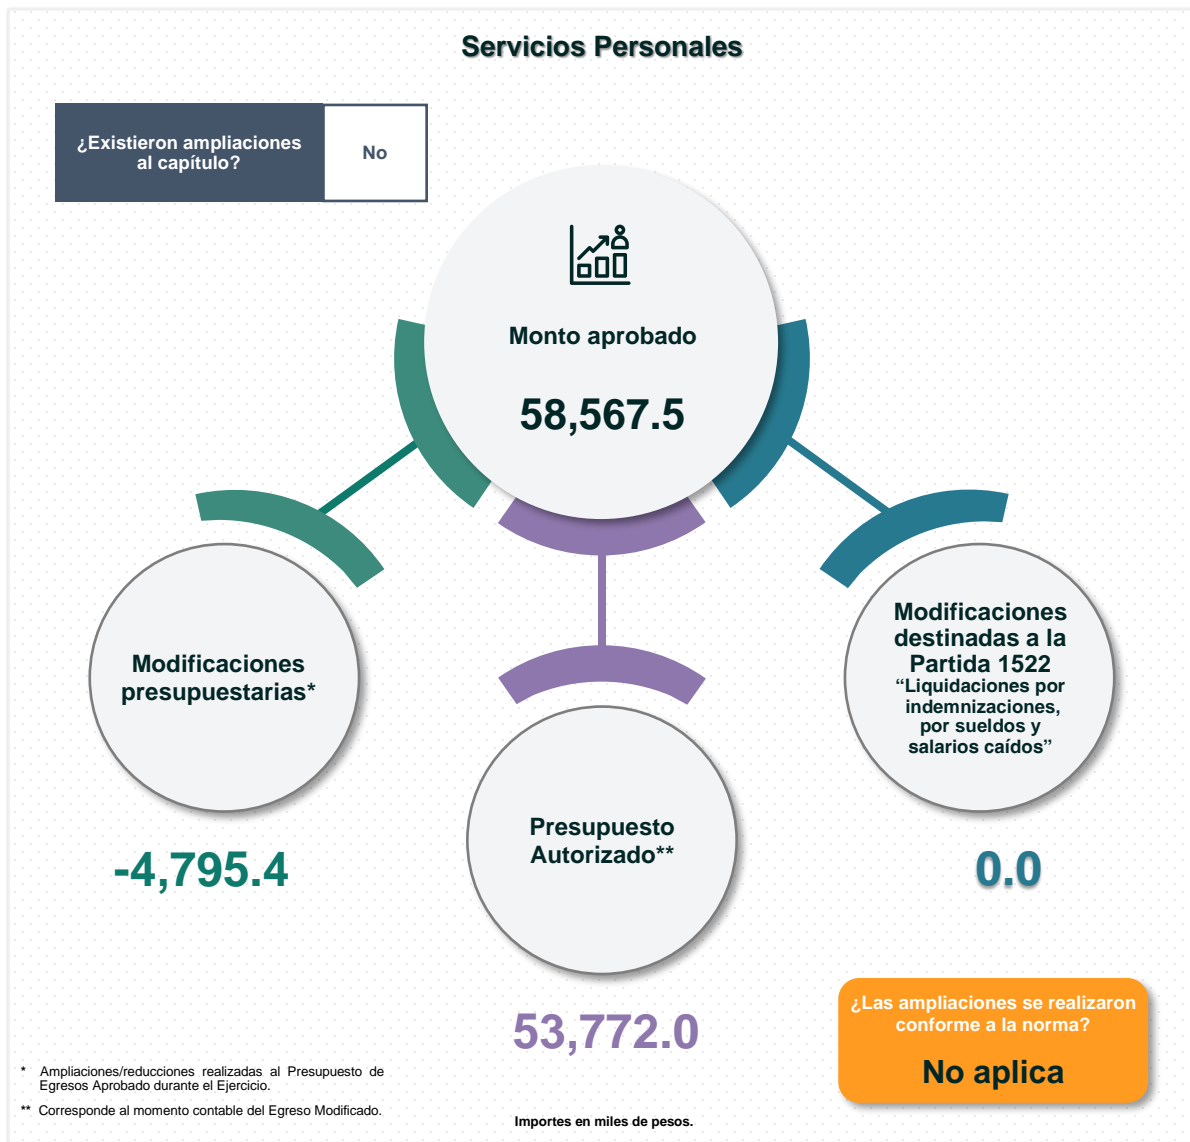 Servicios Personales
¿Existieron ampliaciones
al capítulo?
No
Monto aprobado
58,567.5
Modificaciones
presupuestarias*
-4,795.4
Presupuesto
Autorizado**
53,772.0
Modificaciones
destinadas a la
Partida 1522
“Liquidaciones por
indemnizaciones,
por sueldos y
salarios caídos”
0.0
¿Las ampliaciones se realizaron
conforme a la norma?
No aplica
* Ampliaciones/reducciones realizadas al Presupuesto de
Egresos Aprobado durante el Ejercicio.
** Corresponde al momento contable del Egreso Modificado.
Importes en miles de pesos.